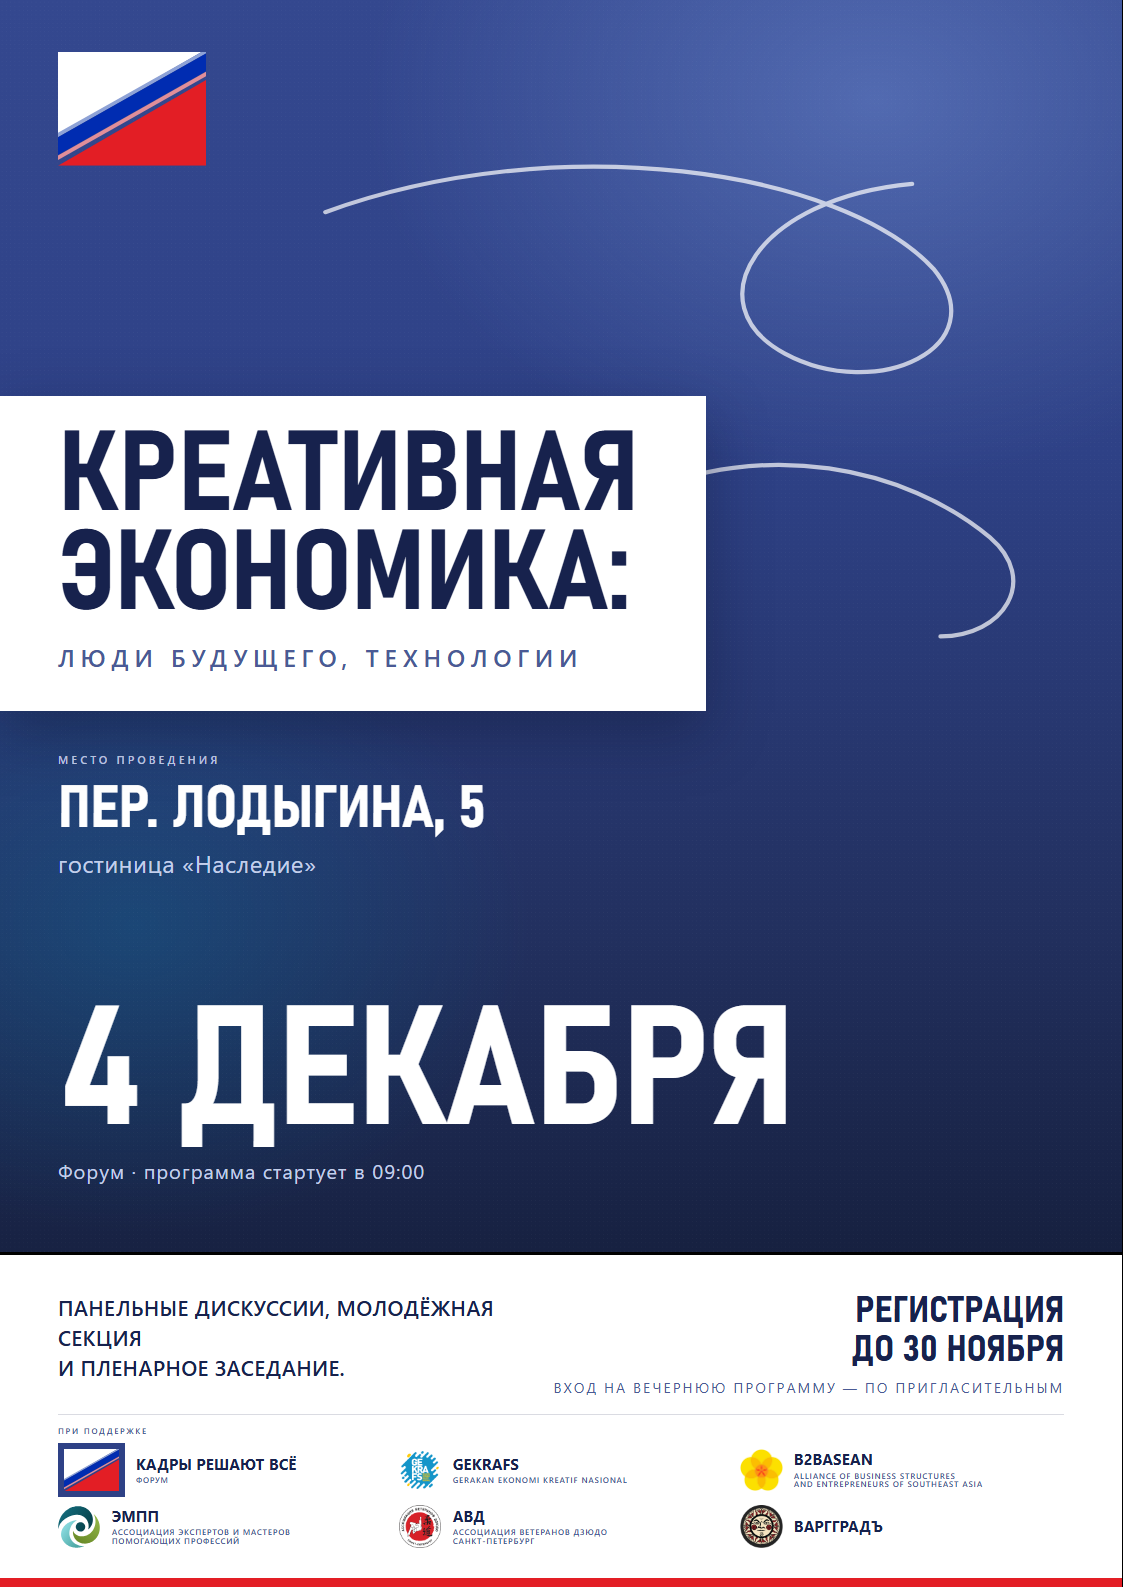 КРЕАТИВНАЯ
ЭКОНОМИКА:
ЛЮДИ БУДУЩЕГО, ТЕХНОЛОГИИ
МЕСТО ПРОВЕДЕНИЯ
ПЕР. ЛОДЫГИНА, 5
гостиница «Наследие»
4 ДЕКАБРЯ
Форум · программа стартует в 09:00
ПАНЕЛЬНЫЕ ДИСКУССИИ, МОЛОДЁЖНАЯ
СЕКЦИЯ
И ПЛЕНАРНОЕ ЗАСЕДАНИЕ.
РЕГИСТРАЦИЯ
ДО 30 НОЯБРЯ
ВХОД НА ВЕЧЕРНЮЮ ПРОГРАММУ — ПО ПРИГЛАСИТЕЛЬНЫМ
ПРИ ПОДДЕРЖКЕ
КАДРЫ РЕШАЮТ ВСЁ
ФОРУМ
GEKRAFS
GERAKAN EKONOMI KREATIF NASIONAL
B2BASEAN
ALLIANCE OF BUSINESS STRUCTURES
AND ENTREPRENEURS OF SOUTHEAST ASIA
ЭМПП
АССОЦИАЦИЯ ЭКСПЕРТОВ И МАСТЕРОВ
ПОМОГАЮЩИХ ПРОФЕССИЙ
АВД
АССОЦИАЦИЯ ВЕТЕРАНОВ ДЗЮДО
САНКТ-ПЕТЕРБУРГ
ВАРГГРАДЪ